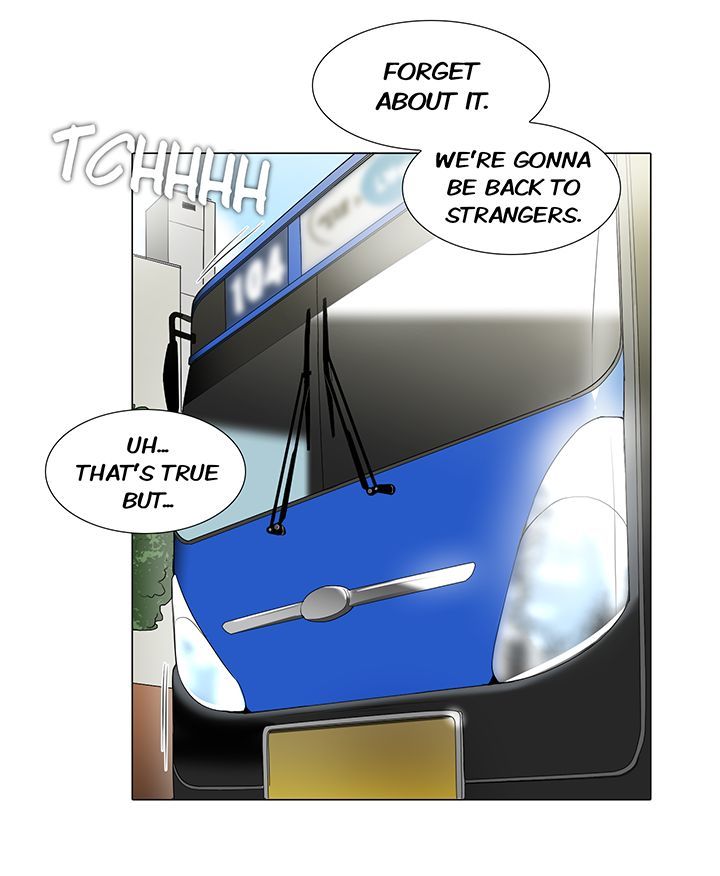 FORGET
ABOUT IT.
WE'RE GONNA
BE BACK TO
STRANGERS.
TCHHHH
104
UH...
THAT'S TRUE
BUT...